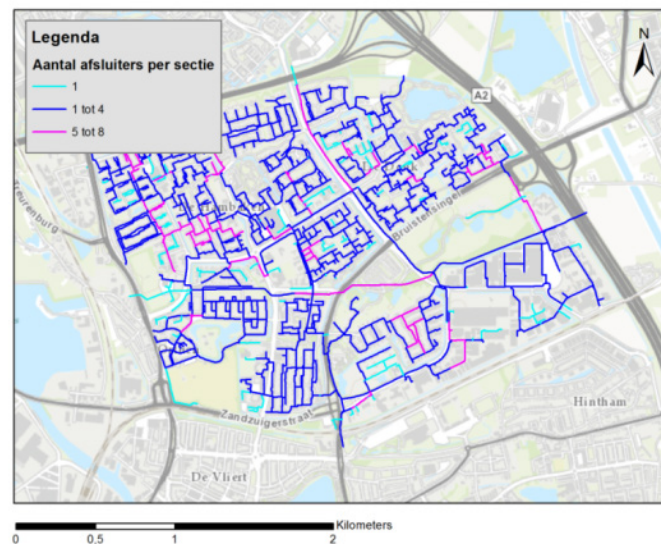 Legenda
Aantal afsluiters per sectie
1
1 tot 4
5 tot 8
N
A2
Bruistensingel
Zandzuigerstraat
Hintham
De Vliert
Kilometers
0
0.5
1
2